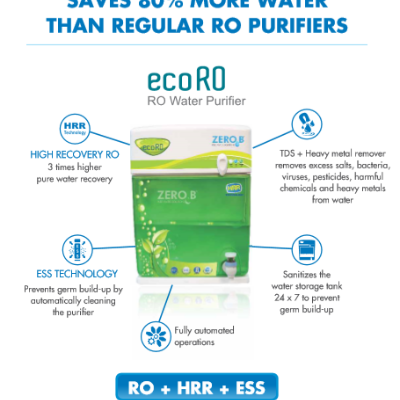 SAVES 80% MORE WATER
THAN REGULAR RO PURIFIERS
ecoRO
RO Water Purifier
HRR
Technology
HIGH RECOVERY RO
3 times higher
pure water recovery
TDS + Heavy metal remover
removes excess salts, bacteria,
viruses, pesticides, harmful
chemicals and heavy metals
from water
ecoRO
ZERO B
HRR
ZERO B
ESS TECHNOLOGY
Prevents germ build-up by
automatically cleaning
the purifier
Sanitizes the
water storage tank
24 x 7 to prevent
germ build-up
Fully automated
operations
RO + HRR + ESS